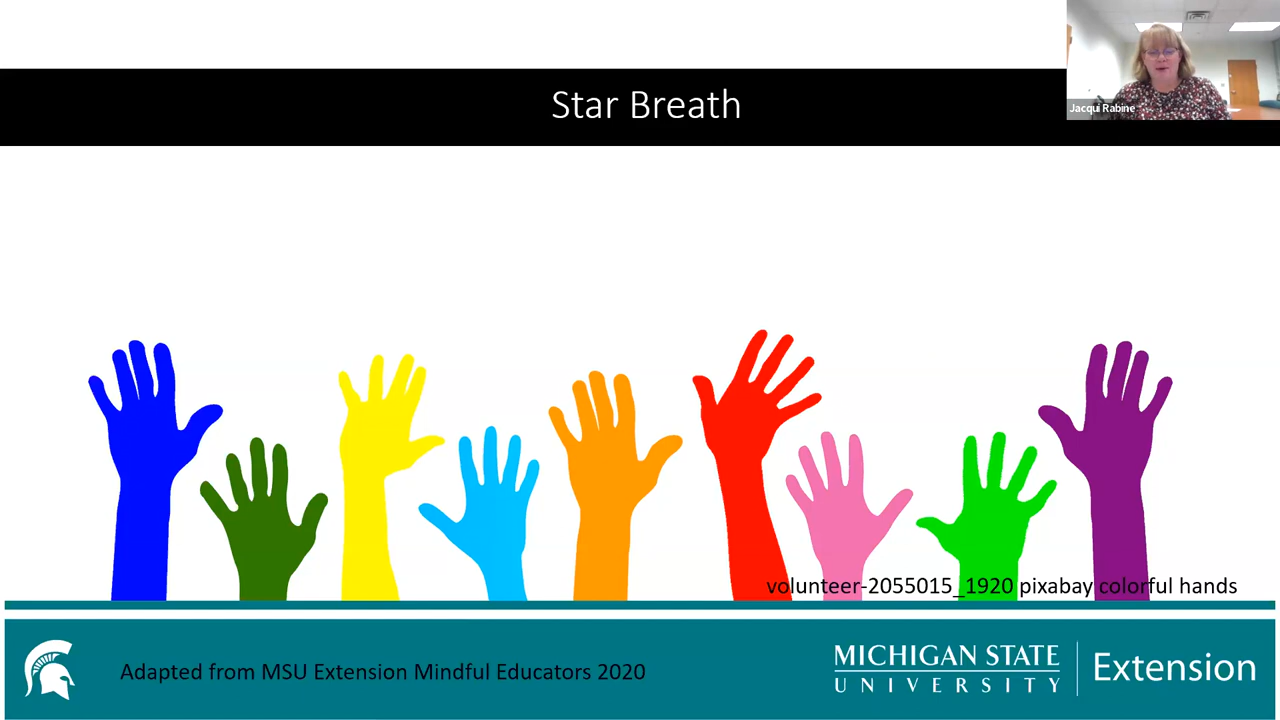 Star Breath
Jacqui Rabine
volunteer-2055015_1920 pixabay colorful hands
Adapted from MSU Extension Mindful Educators 2020
MICHIGAN STATE
UNIVERSITY
Extension